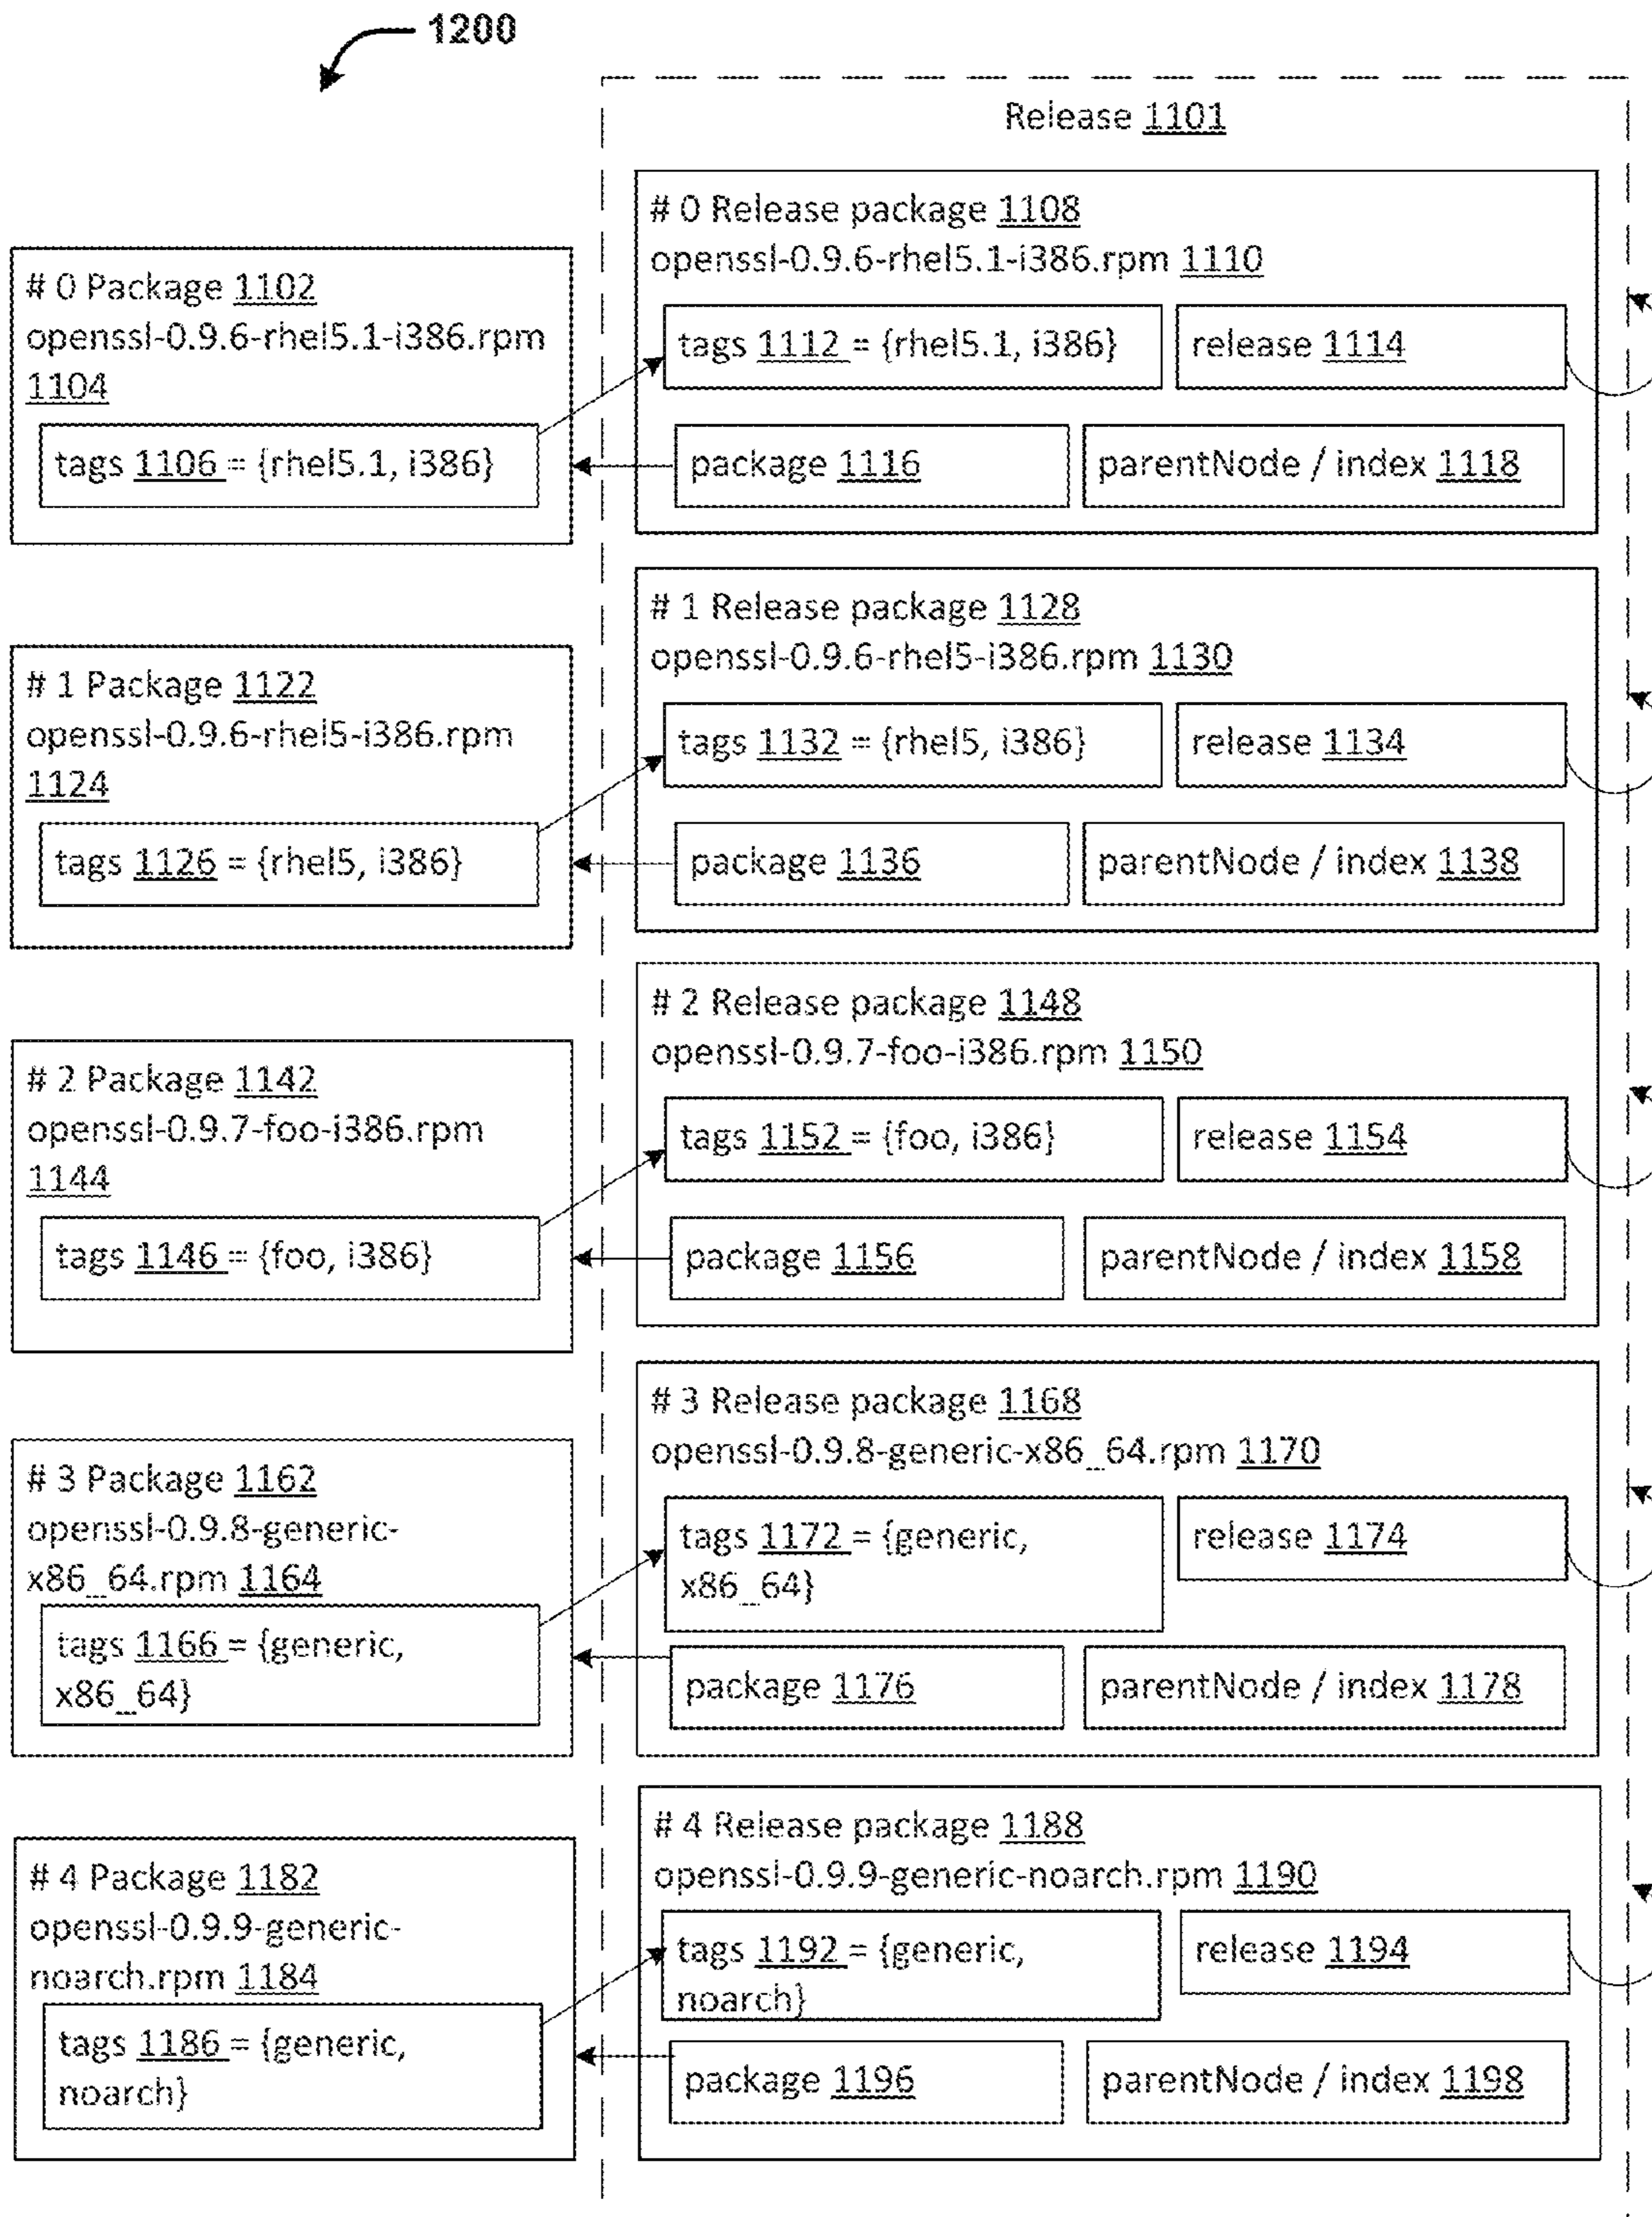 1200
Release 1101
# 0 Release package 1108
openssl-0.9.6-rhel5.1-i386.rpm 1110
tags 1112 = {rhel5.1, i386}
release 1114
package 1116
parentNode / index 1118
# 0 Package 1102
openssl-0.9.6-rhel5.1-i386.rpm
1104
tags 1106 = {rhel5.1, i386}
# 1 Release package 1128
openssl-0.9.6-rhel5-i386.rpm 1130
tags 1132 = {rhel5, i386}
release 1134
package 1136
parentNode / index 1138
# 1 Package 1122
openssl-0.9.6-rhel5-i386.rpm
1124
tags 1126 = {rhel5, i386}
# 2 Release package 1148
openssl-0.9.7-foo-i386.rpm 1150
tags 1152 = {foo, i386}
release 1154
package 1156
parentNode / index 1158
# 2 Package 1142
openssl-0.9.7-foo-i386.rpm
1144
tags 1146 = {foo, i386}
# 3 Release package 1168
openssl-0.9.8-generic-x86_64.rpm 1170
tags 1172 = {generic,
x86_64}
release 1174
package 1176
parentNode / index 1178
# 3 Package 1162
openssl-0.9.8-generic-
x86_64.rpm 1164
tags 1166 = {generic,
x86_64}
# 4 Release package 1188
openssl-0.9.9-generic-noarch.rpm 1190
tags 1192 = {generic,
noarch}
release 1194
package 1196
parentNode / index 1198
# 4 Package 1182
openssl-0.9.9-generic-
noarch.rpm 1184
tags 1186 = {generic,
noarch}